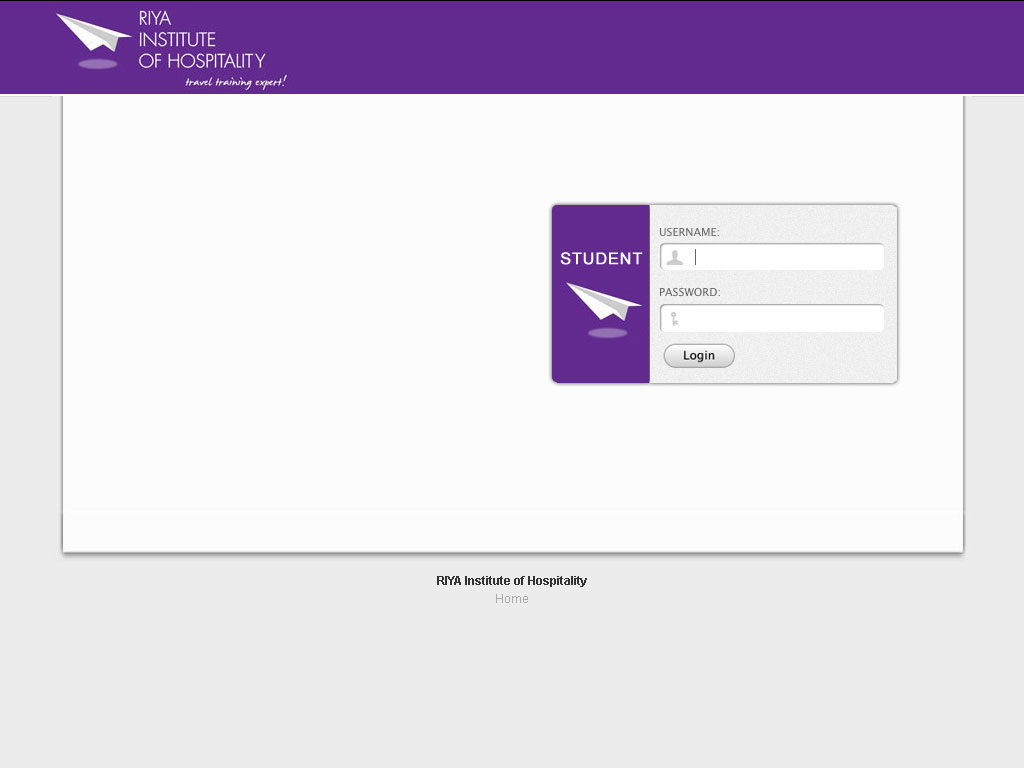 RIYA
INSTITUTE
OF HOSPITALITY
travel training expert!
STUDENT
USERNAME:
PASSWORD:
Login
RIYA Institute of Hospitality
Home